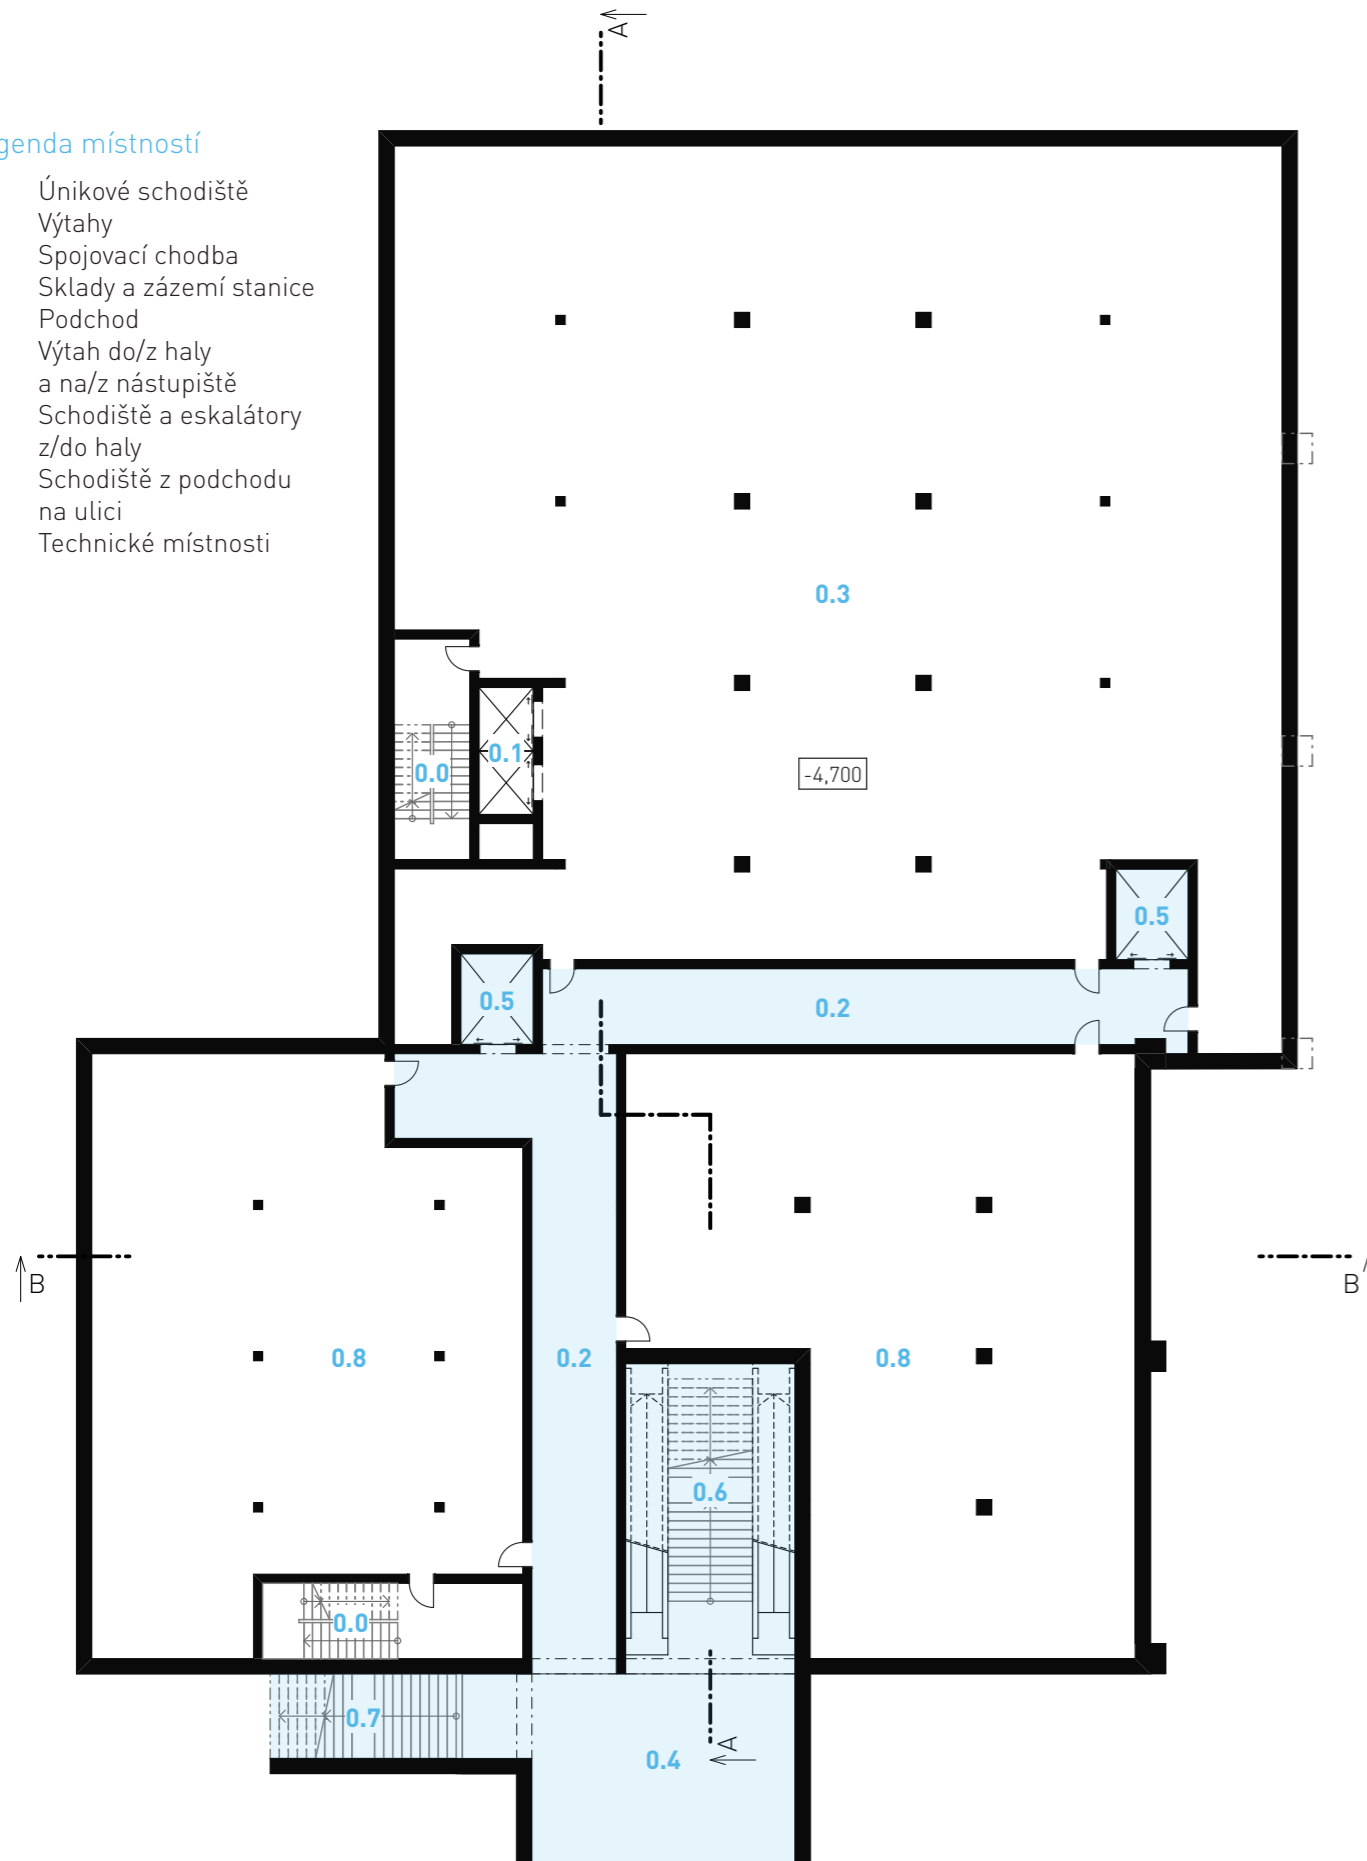 A
genda místností
Únikové schodiště
Výtahy
Spojovací chodba
Sklady a zázemí stanice
Podchod
Výtah do/z haly
a na/z nástupiště
Schodiště a eskalátory
z/do haly
Schodiště z podchodu
na ulici
Technické místnosti
0.3
0.1
0.0
-4,700
0.5
0.5
0.2
B
B
0.8
0.2
0.8
0.6
0.0
0.7
A
0.4